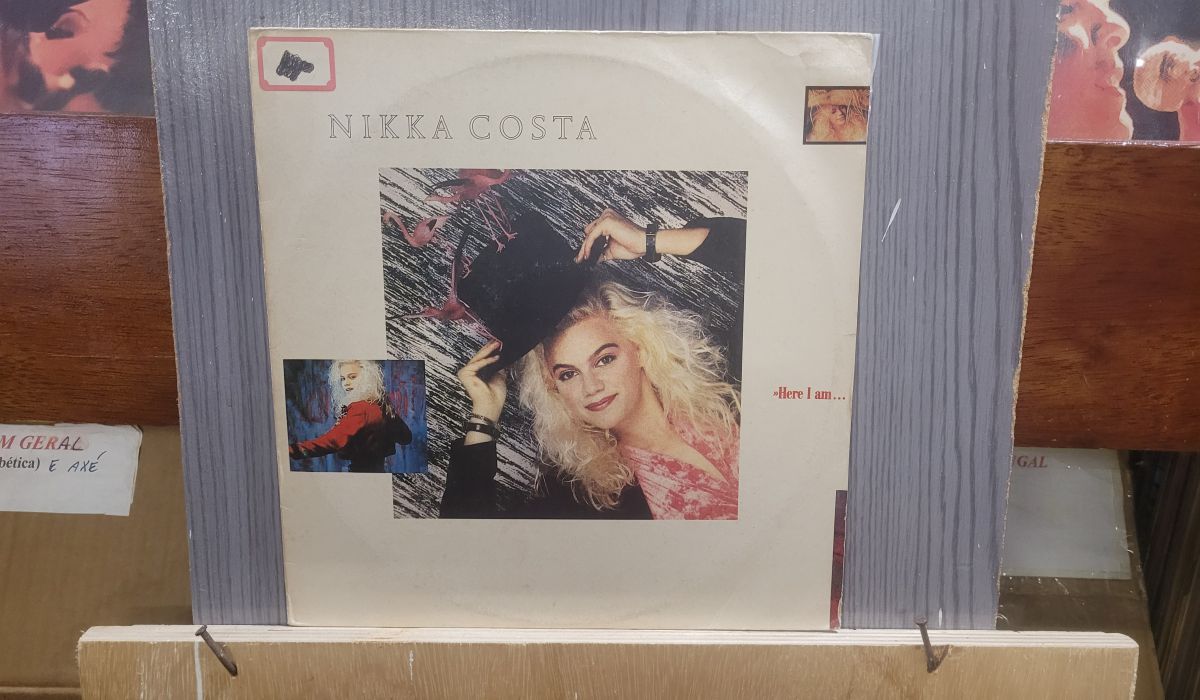 NIKKA COSTA
»Here I am...
M GERAL
bética) E AXÉ
GAL